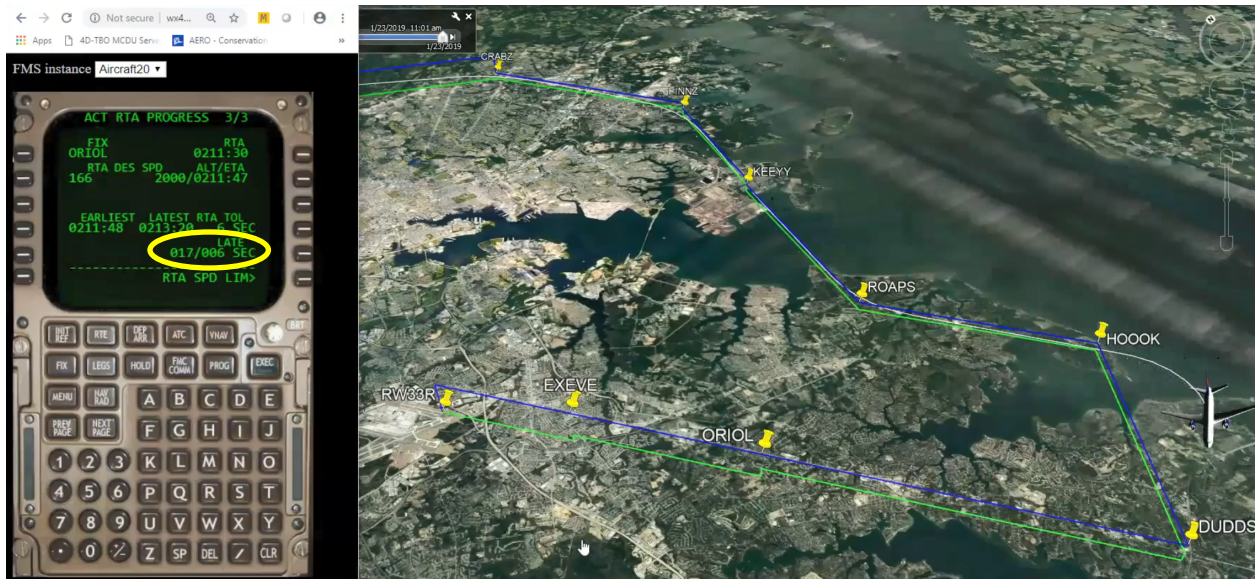 Not secure | wx4...
Apps 4D-TBO MCDU Serve AERO - Conservation »
FMS instance Aircraft20
ACT RTA PROGRESS 3/3
FIX RTA
ORIOL 0211:30
RTA DES SPD ALT/ETA
166 2000/0211:47
EARLIEST LATEST RTA TOL
0211:48 0213:20 6 SEC
LATE
017/006 SEC
RTA SPD LIM>
BRT
INIT REF RTE DEP ARR ATC VNAV
FIX LEGS HOLD FMC COMM PROG EXEC
MENU NAV RAD A B C D E
PREV PAGE NEXT PAGE F G H I J
1 2 3 K L M N O
4 5 6 P Q R S T
7 8 9 U V W X Y
. 0 +/- Z SP DEL / CLR
1/23/2019 11:01 am
1/23/2019
CRABZ
KEEYY
ROAPS
HOOOK
EXEVE
RW33R
ORIOL
DUDDS